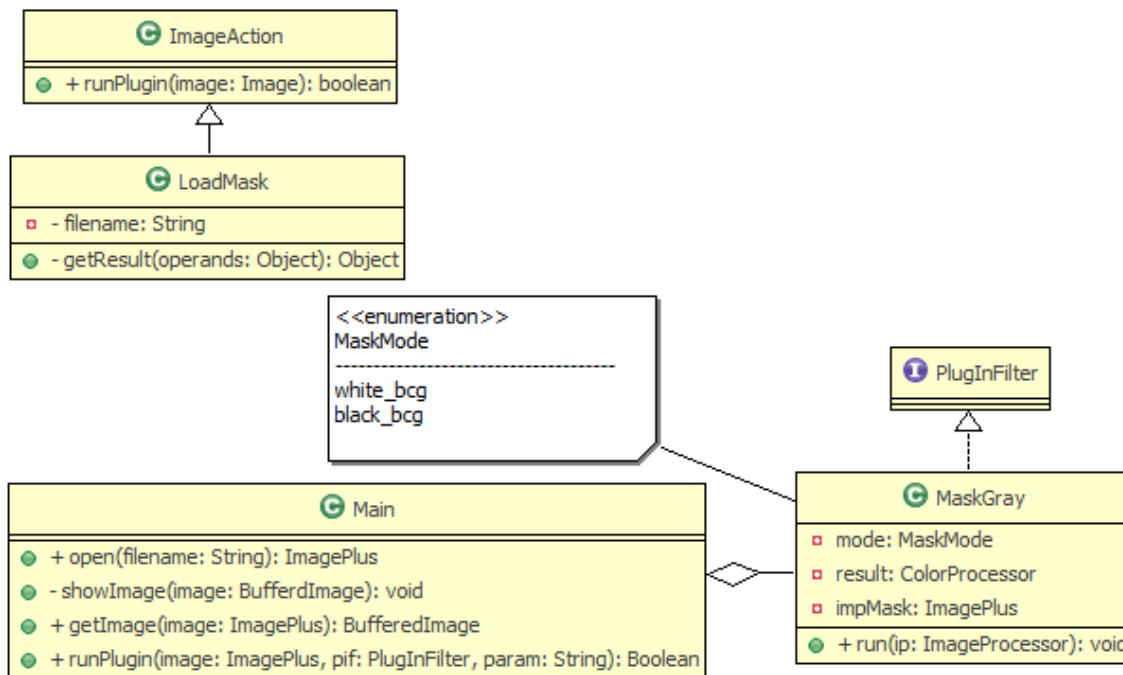 C ImageAction
+ runPlugin(image: Image): boolean
C LoadMask
- filename: String
- getResult(operands: Object): Object
<<enumeration>>
MaskMode
--------------------------------------
white_bcg
black_bcg
I PlugInFilter
C Main
+ open(filename: String): ImagePlus
- showImage(image: BufferdImage): void
+ getImage(image: ImagePlus): BufferedImage
+ runPlugin(image: ImagePlus, pif: PlugInFilter, param: String): Boolean
C MaskGray
mode: MaskMode
result: ColorProcessor
impMask: ImagePlus
+ run(ip: ImageProcessor): void